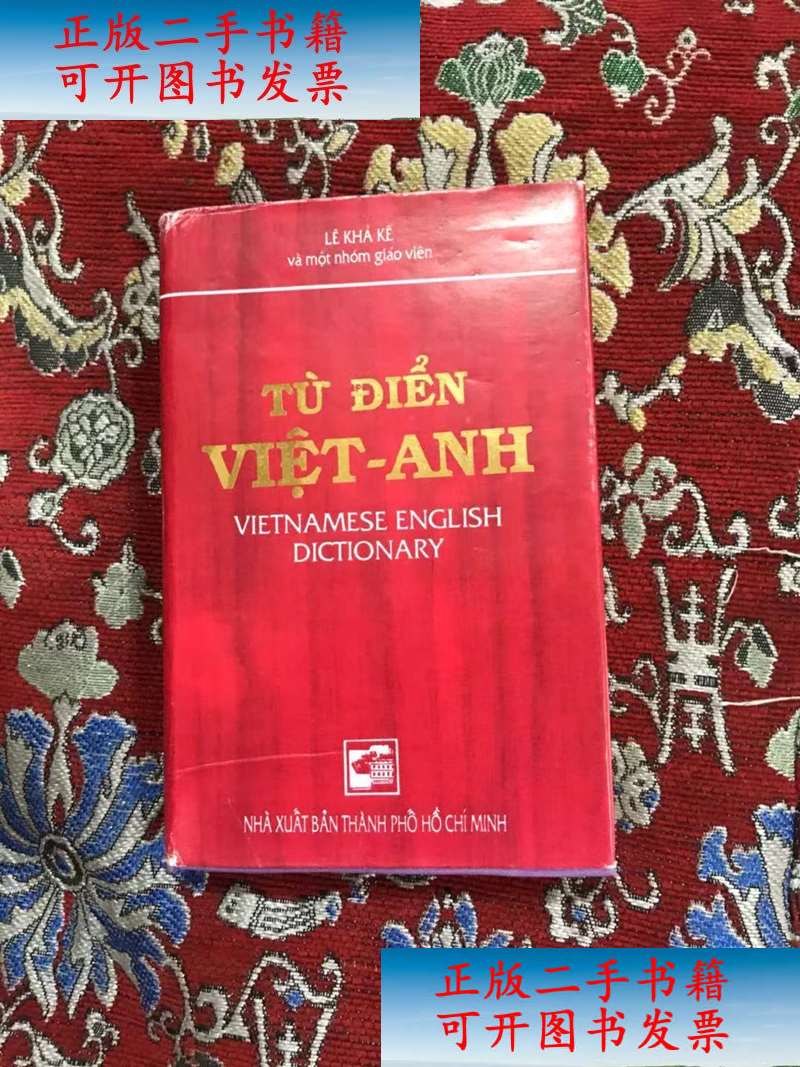 正版二手书籍
可开图书发票
LÊ KHẢ KẾ
và một nhóm giáo viên
TỪ ĐIỂN
VIỆT-ANH
VIETNAMESE ENGLISH
DICTIONARY
NHÀ XUẤT BẢN THÀNH PHỐ HỒ CHÍ MINH
正版二手书籍
可开图书发票